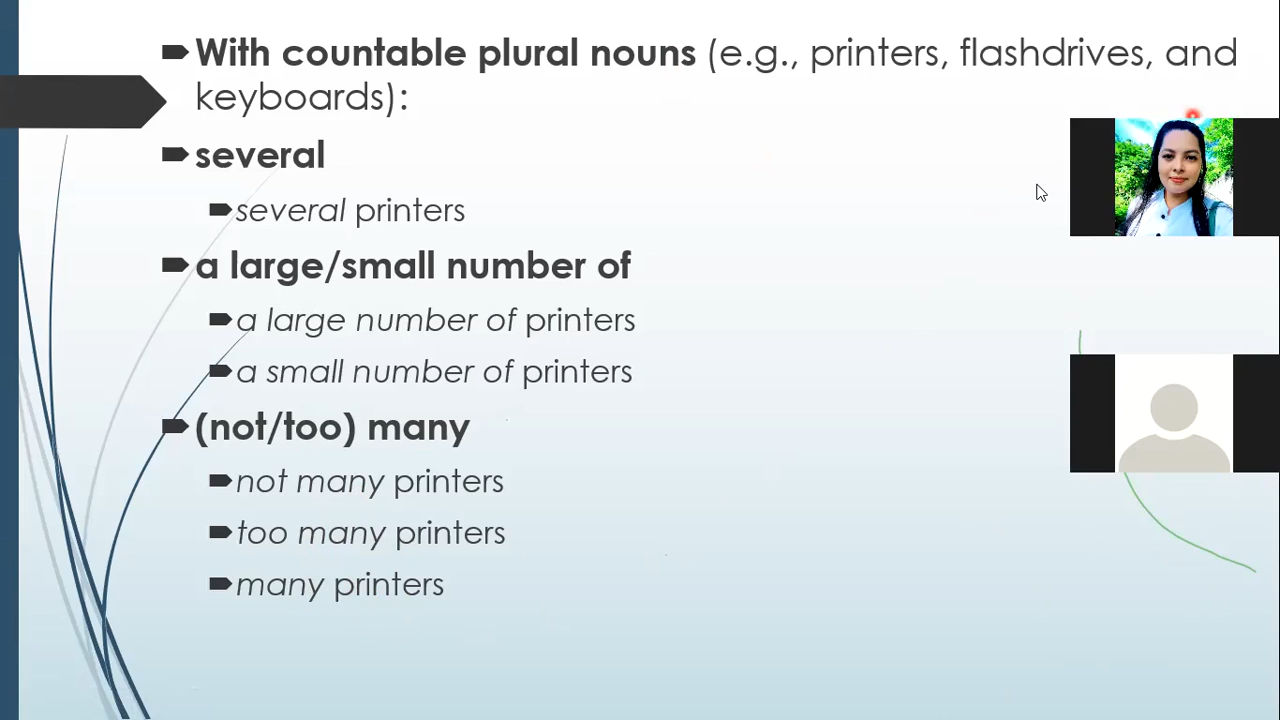 With countable plural nouns (e.g., printers, flashdrives, and
keyboards):
several
several printers
a large/small number of
a large number of printers
a small number of printers
(not/too) many
not many printers
too many printers
many printers